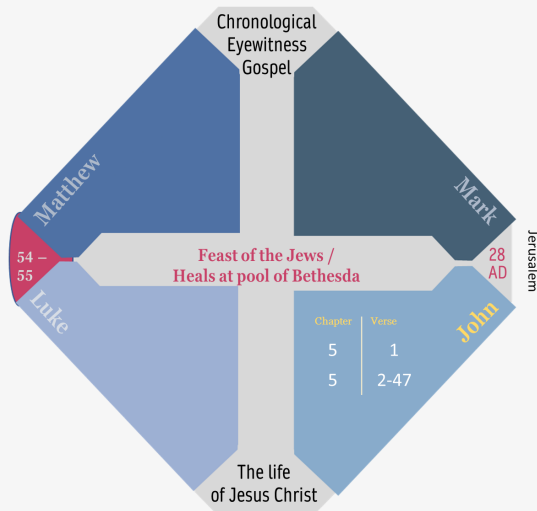 Chronological
Eyewitness
Gospel
Matthew
Mark
54 –
55
Feast of the Jews /
Heals at pool of Bethesda
28
AD
Jerusalem
Luke
John
Chapter Verse
5 1
5 2-47
The life
of Jesus Christ